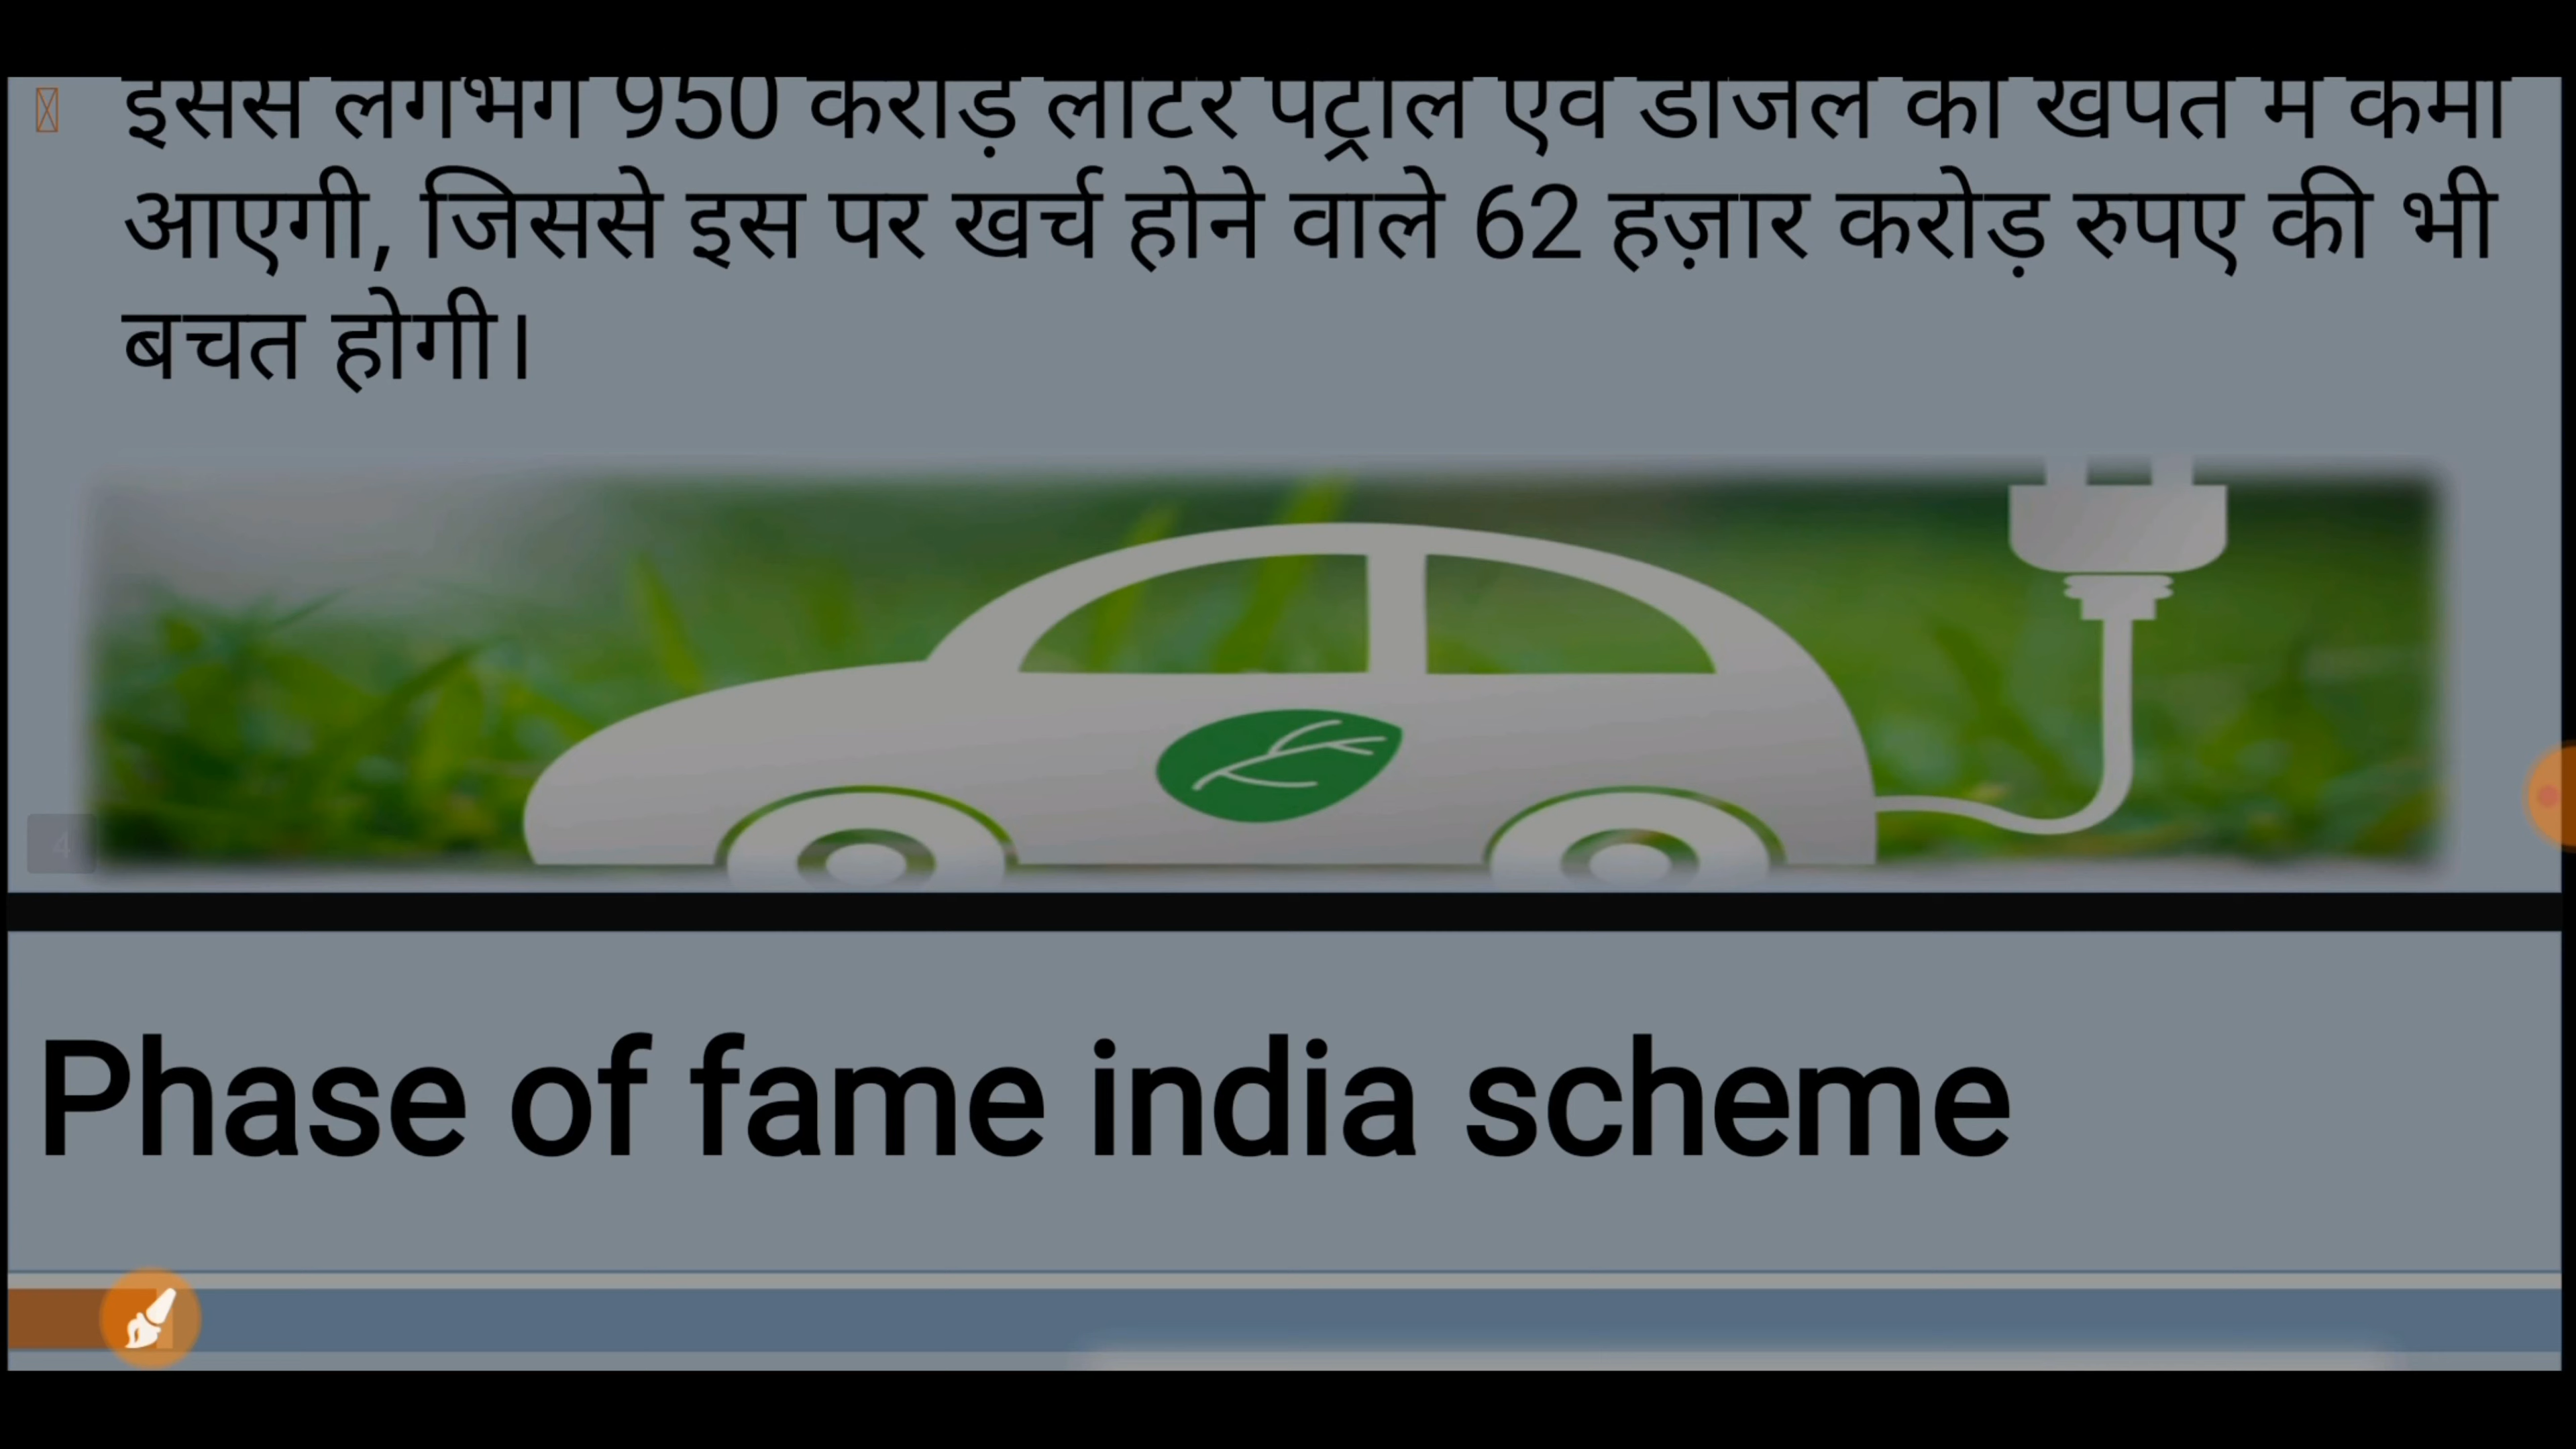 इससे लगभग 950 करोड़ लीटर पेट्रोल एवं डीजल की खपत में कमी
आएगी, जिससे इस पर खर्च होने वाले 62 हज़ार करोड़ रुपए की भी
बचत होगी।
4
Phase of fame india scheme